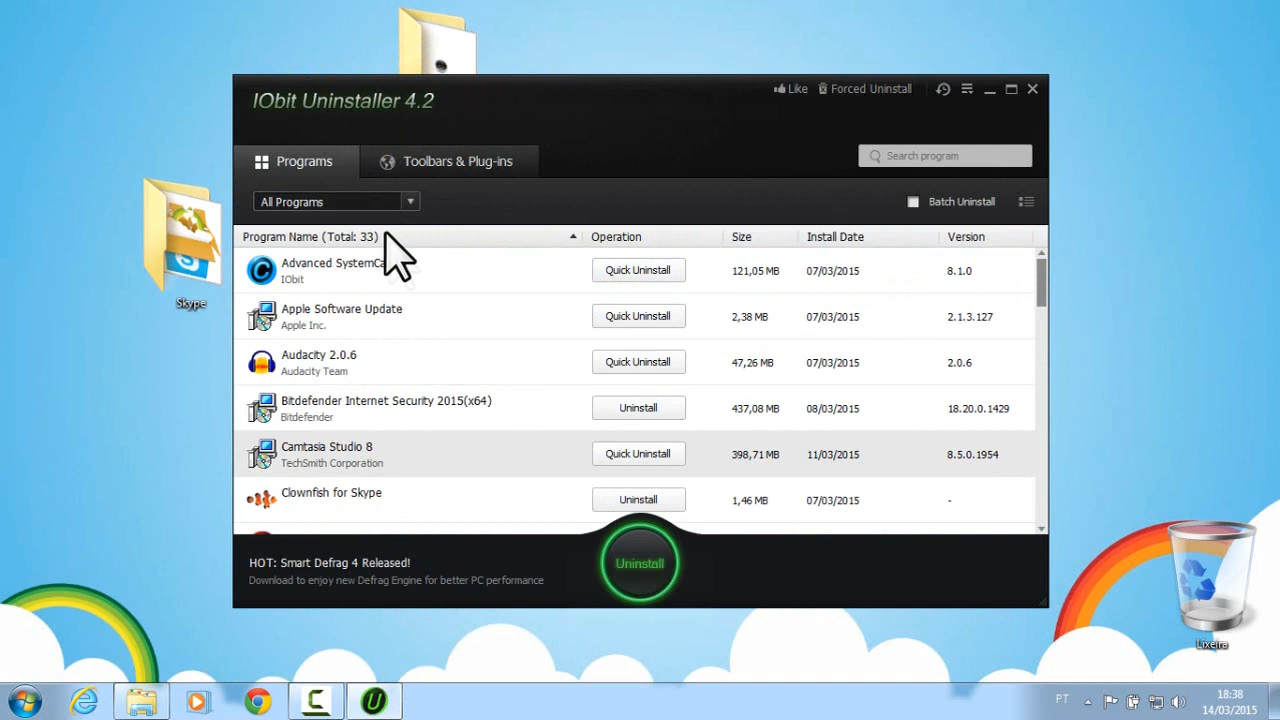 IObit Uninstaller 4.2
Like
Forced Uninstall
Programs
Toolbars & Plug-ins
Search program
All Programs
Batch Uninstall
Program Name (Total: 33)
Operation
Size
Install Date
Version
Advanced SystemCa
IObit
Quick Uninstall
121,05 MB
07/03/2015
8.1.0
Apple Software Update
Apple Inc.
Quick Uninstall
2,38 MB
07/03/2015
2.1.3.127
Audacity 2.0.6
Audacity Team
Quick Uninstall
47,26 MB
07/03/2015
2.0.6
Bitdefender Internet Security 2015(x64)
Bitdefender
Uninstall
437,08 MB
08/03/2015
18.20.0.1429
Camtasia Studio 8
TechSmith Corporation
Quick Uninstall
398,71 MB
11/03/2015
8.5.0.1954
Clownfish for Skype
Uninstall
1,46 MB
07/03/2015
-
HOT: Smart Defrag 4 Released!
Download to enjoy new Defrag Engine for better PC performance
Uninstall
Skype
Lixeira
PT
18:38
14/03/2015